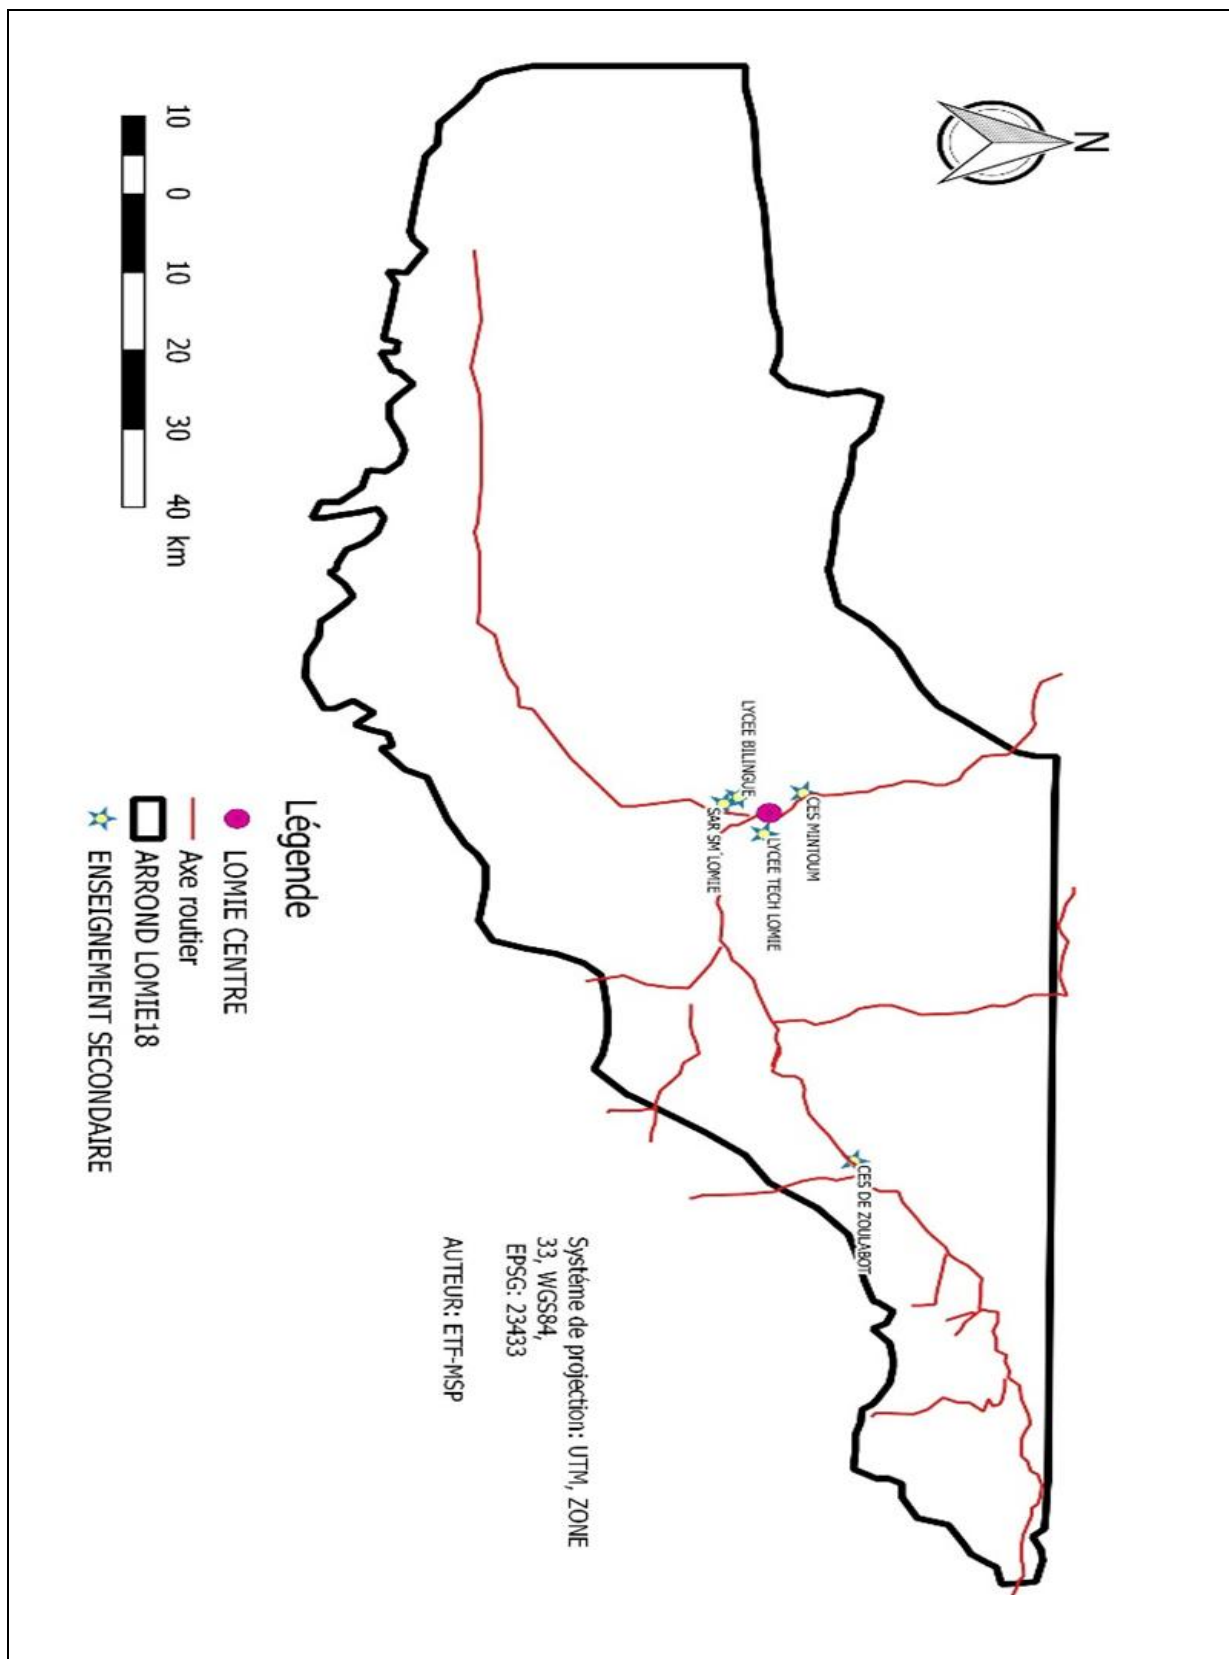 N
LYCEE BILINGUE
CES MINTOUM
LYCEE TECH LOMIE
SAR SM LOMIE
CES DE ZOULABOT
10 0 10 20 30 40 km
Légende
LOMIE CENTRE
Axe routier
ARROND LOMIE18
ENSEIGNEMENT SECONDAIRE
Systéme de projection: UTM, ZONE
33, WGS84,
EPSG: 23433
AUTEUR: ETF-MSP